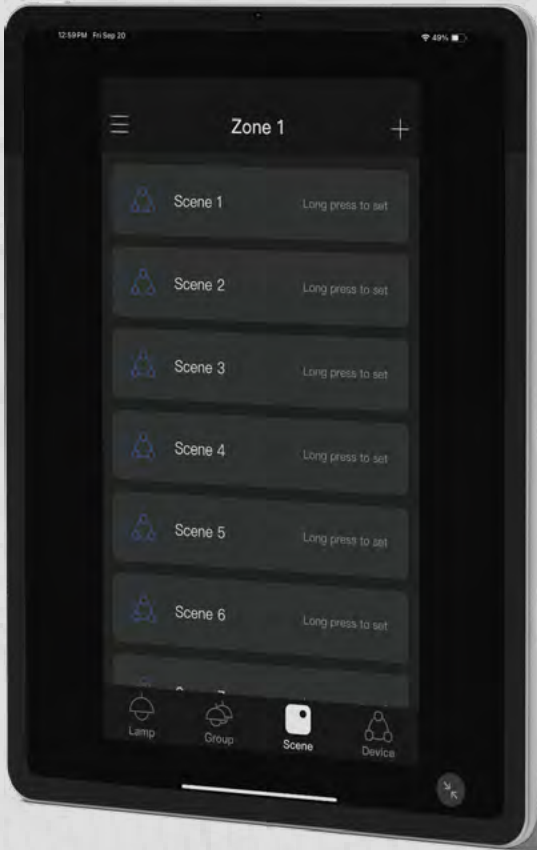 12:59PM Fri Sep 20 49%
Zone 1
Scene 1 Long press to set
Scene 2 Long press to set
Scene 3 Long press to set
Scene 4 Long press to set
Scene 5 Long press to set
Scene 6 Long press to set
Lamp Group Scene Device